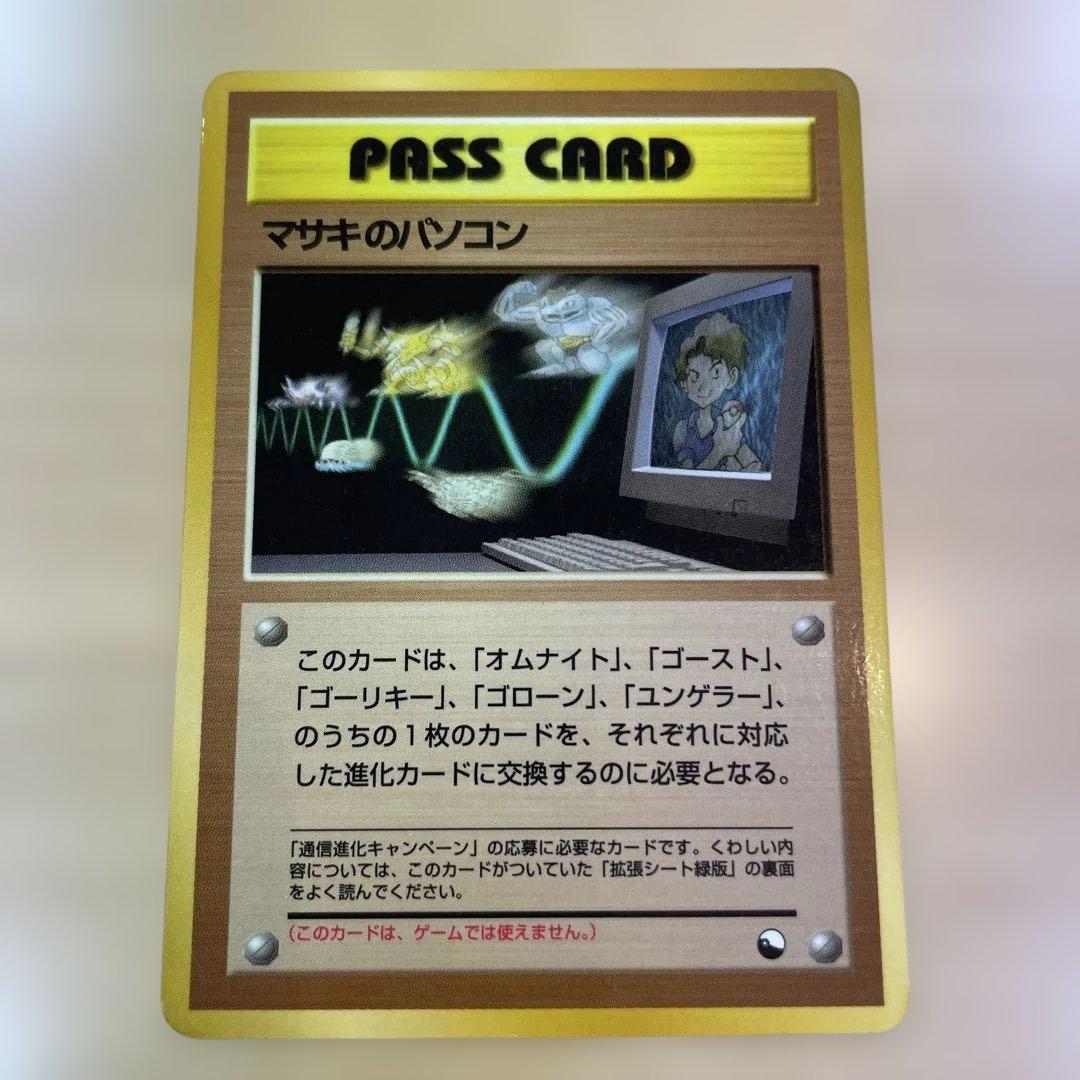 PASS CARD
マサキのパソコン
このカードは、「オムナイト」、「ゴースト」、
「ゴーリキー」、「ゴローン」、「ユンゲラー」、
のうちの1枚のカードを、それぞれに対応
した進化カードに交換するのに必要となる。
「通信進化キャンペーン」の応募に必要なカードです。くわしい内
容については、このカードがついていた「拡張シート緑版」の裏面
をよく読んでください。
(このカードは、ゲームでは使えません。)